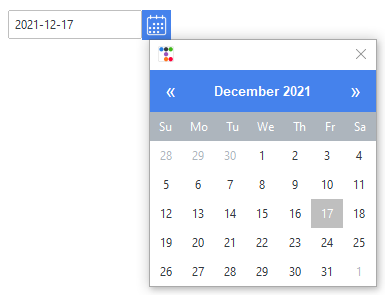 2021-12-17
« December 2021 »
Su Mo Tu We Th Fr Sa
28 29 30 1 2 3 4
5 6 7 8 9 10 11
12 13 14 15 16 17 18
19 20 21 22 23 24 25
26 27 28 29 30 31 1